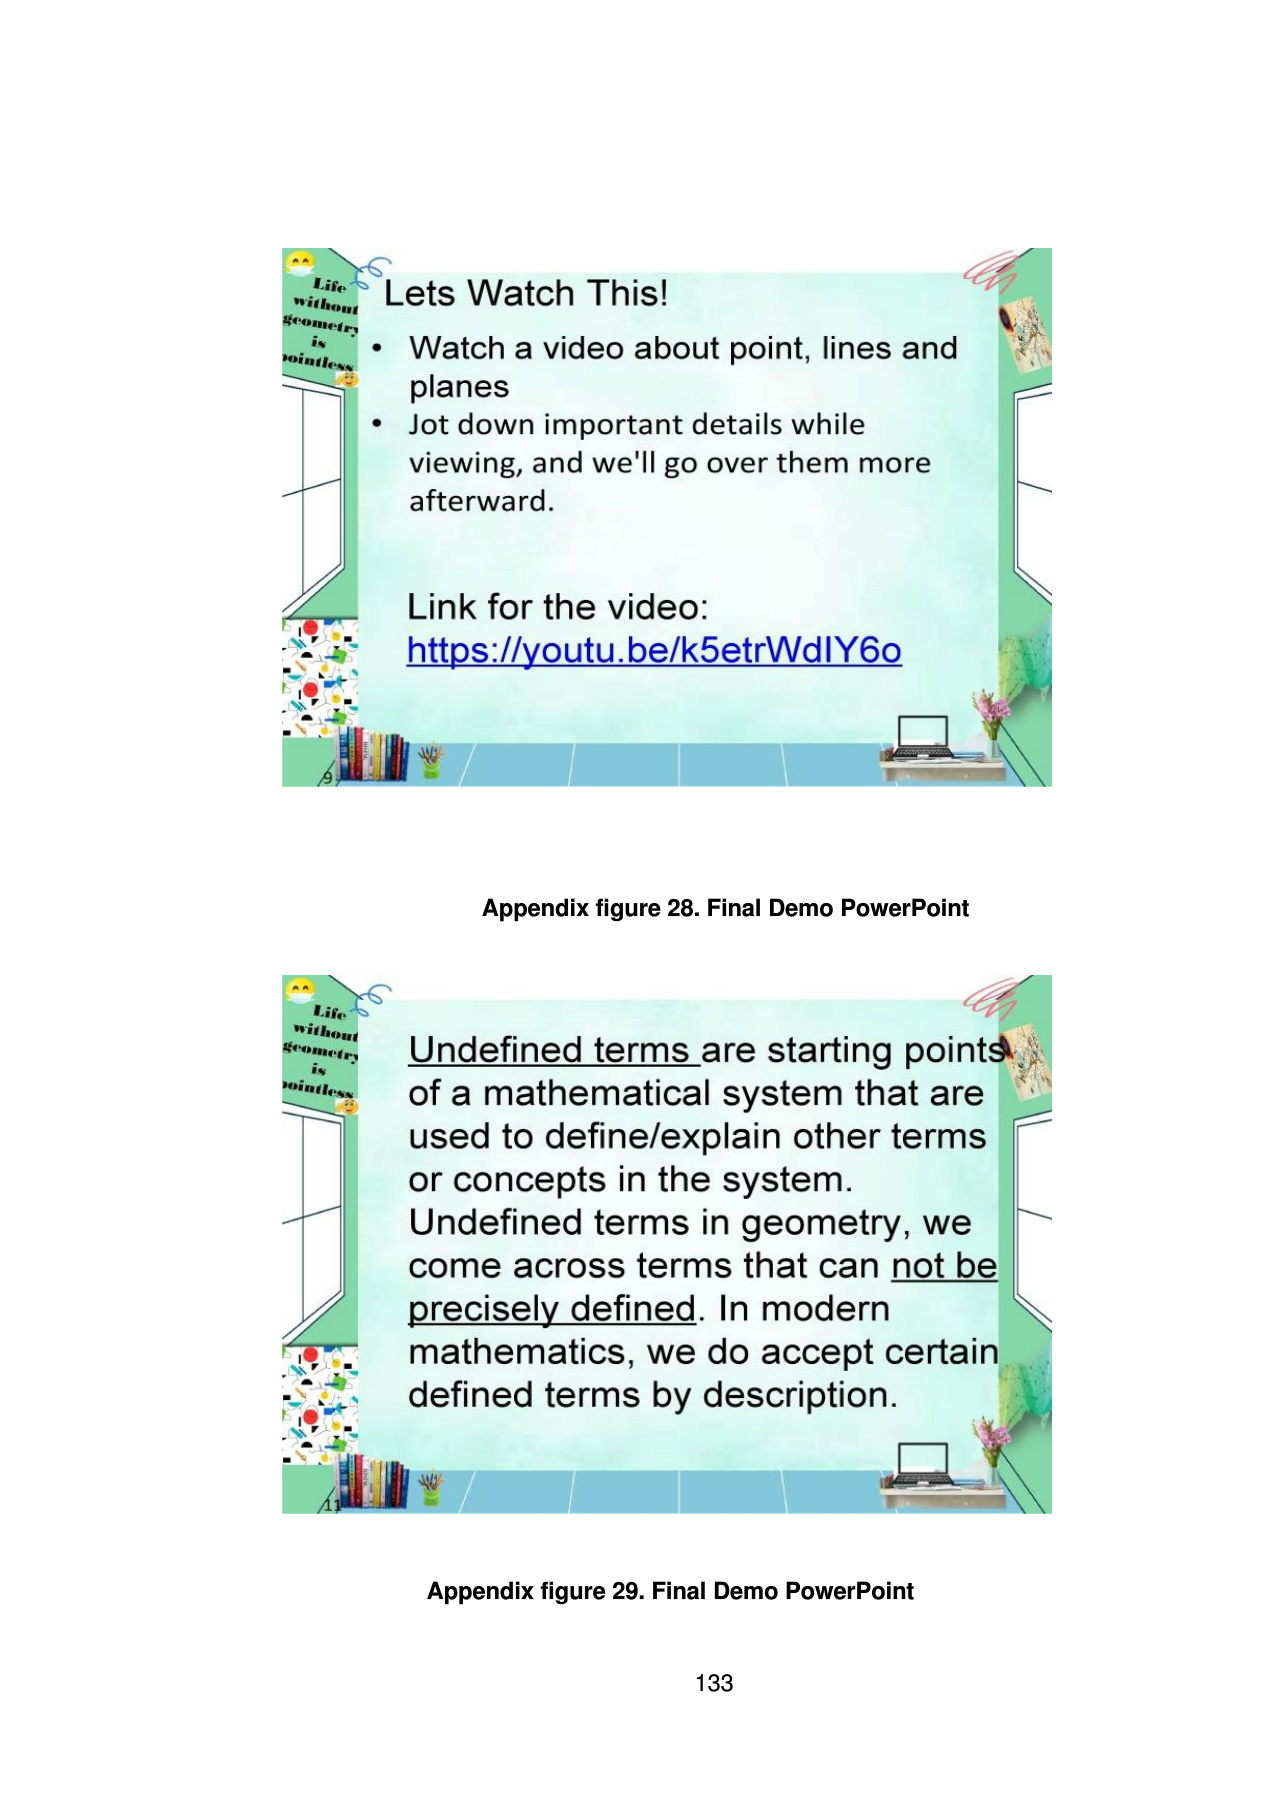 Life
without
geometry
is
pointless
Lets Watch This!
• Watch a video about point, lines and
planes
• Jot down important details while
viewing, and we'll go over them more
afterward.
Link for the video:
https://youtu.be/k5etrWdIY6o
9
Appendix figure 28. Final Demo PowerPoint
Life
without
geometry
is
pointless
Undefined terms are starting points
of a mathematical system that are
used to define/explain other terms
or concepts in the system.
Undefined terms in geometry, we
come across terms that can not be
precisely defined. In modern
mathematics, we do accept certain
defined terms by description.
11
Appendix figure 29. Final Demo PowerPoint
133